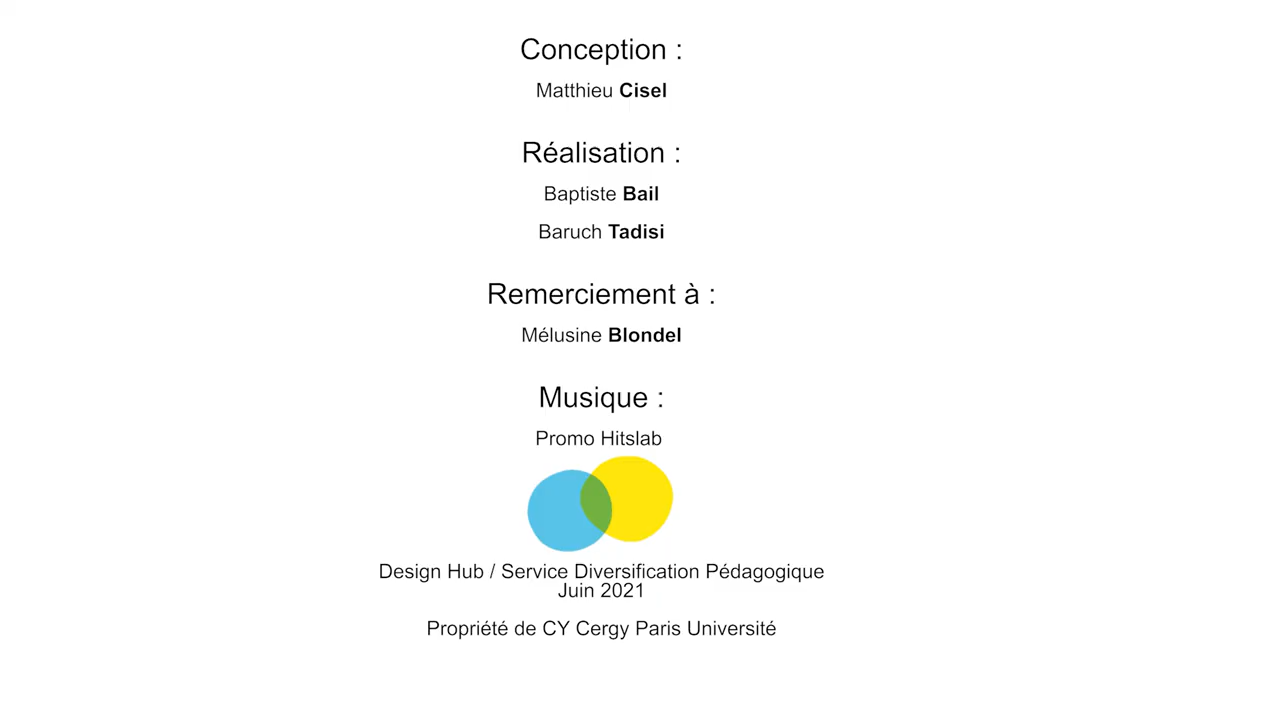 Conception :
Matthieu Cisel
Réalisation :
Baptiste Bail
Baruch Tadisi
Remerciement à :
Mélusine Blondel
Musique :
Promo Hitslab
Design Hub / Service Diversification Pédagogique
Juin 2021
Propriété de CY Cergy Paris Université